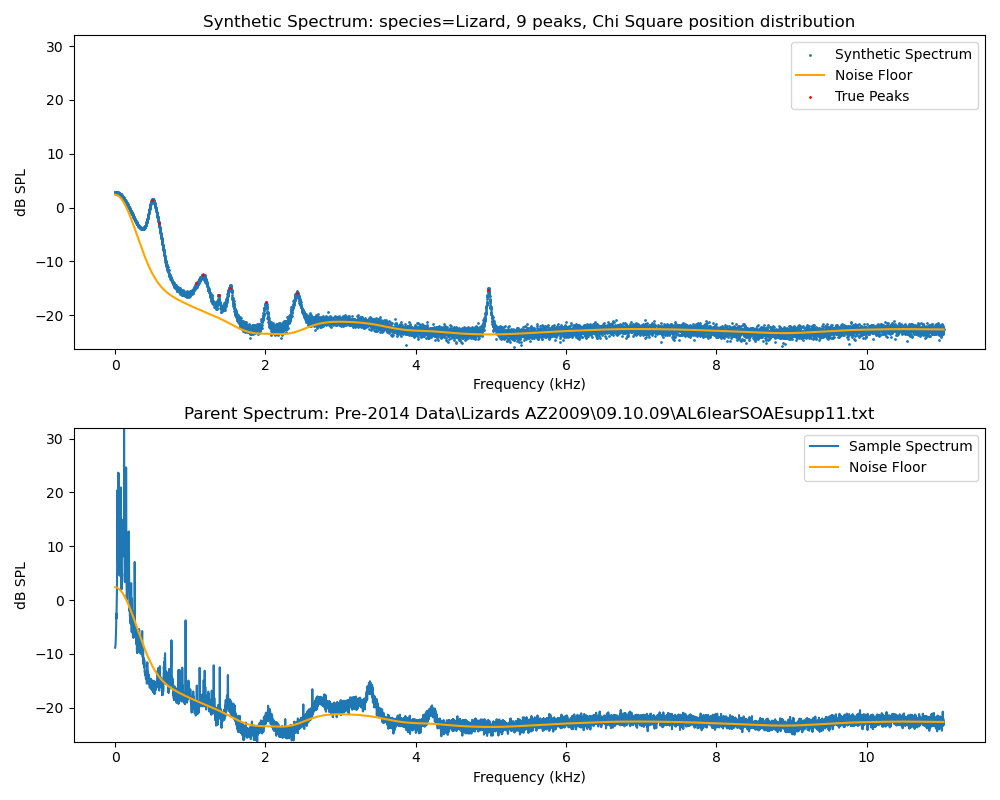 Synthetic Spectrum: species=Lizard, 9 peaks, Chi Square position distribution
30
20
10
0
−10
−20
dB SPL
Synthetic Spectrum
Noise Floor
True Peaks
0 2 4 6 8 10
Frequency (kHz)
Parent Spectrum: Pre-2014 Data\Lizards AZ2009\09.10.09\AL6learSOAEsupp11.txt
30
20
10
0
−10
−20
dB SPL
Sample Spectrum
Noise Floor
0 2 4 6 8 10
Frequency (kHz)